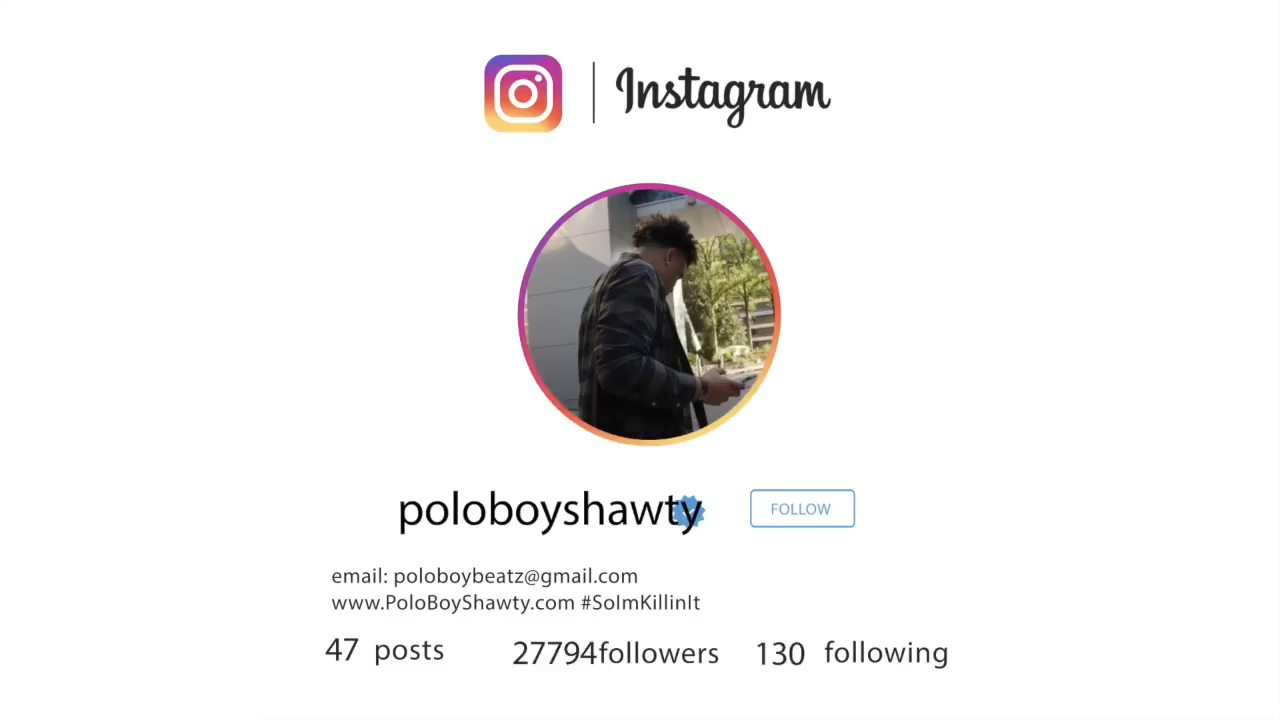 Instagram
poloboyshawty
FOLLOW
email: poloboybeatz@gmail.com
www.PoloBoyShawty.com #SoImKillinIt
47 posts 27794followers 130 following